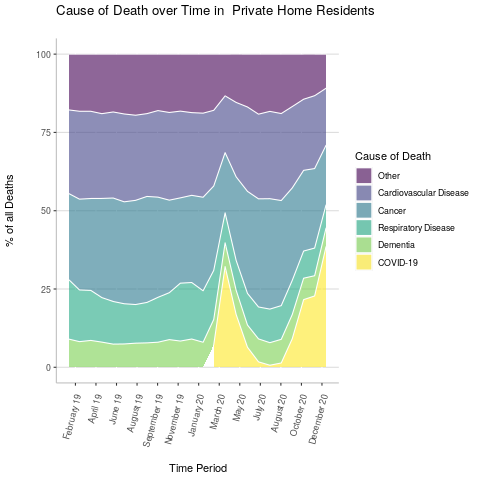 Cause of Death over Time in  Private Home Residents
% of all Deaths
100
75
50
25
0
February 19
April 19
June 19
August 19
September 19
November 19
January 20
March 20
May 20
July 20
August 20
October 20
December 20
Time Period
Cause of Death
Other
Cardiovascular Disease
Cancer
Respiratory Disease
Dementia
COVID-19